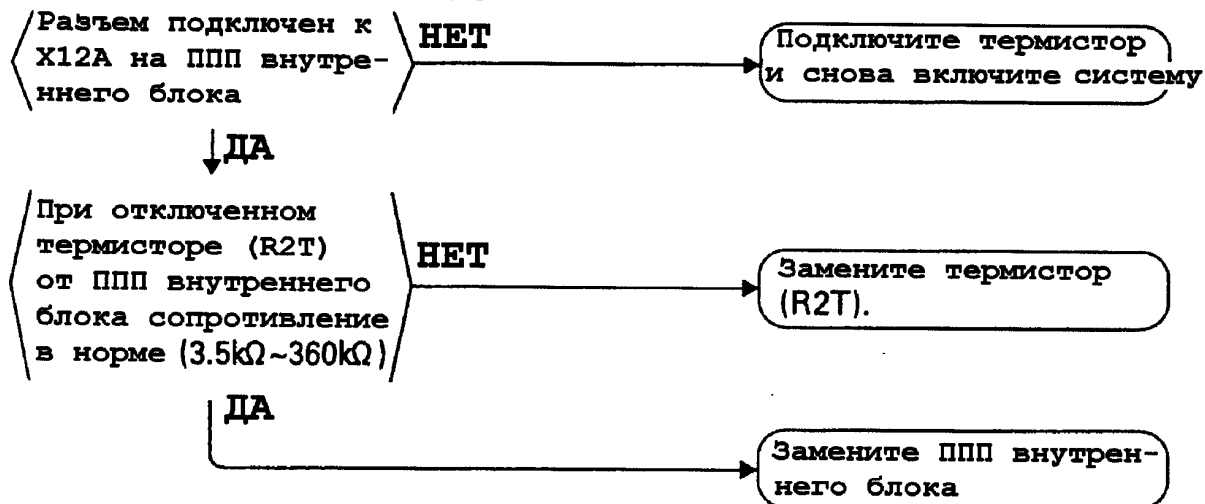 Разъем подключен к
X12A на ППП внутре-
ннего блока
НЕТ
Подключите термистор
и снова включите систему
ДА
При отключенном
термисторе (R2T)
от ППП внутреннего
блока сопротивление
в норме (3.5kΩ~360kΩ)
НЕТ
Замените термистор
(R2T).
ДА
Замените ППП внутрен-
него блока